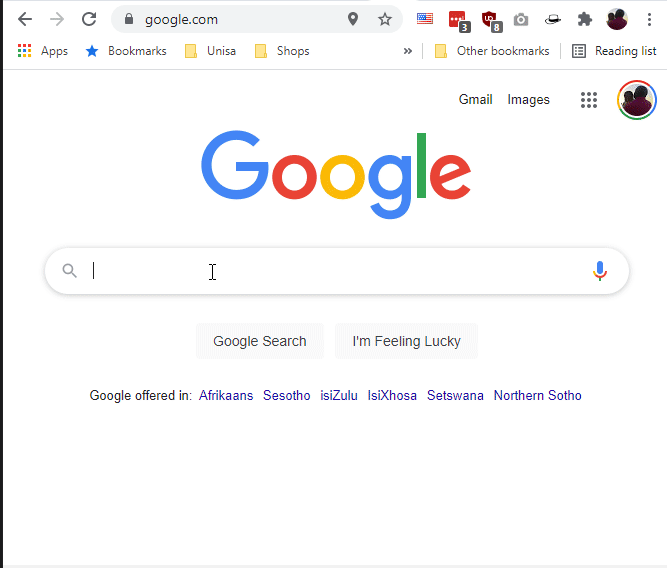 google.com
3
8
Apps Bookmarks Unisa Shops » Other bookmarks Reading list
Gmail Images
Google
Google Search I'm Feeling Lucky
Google offered in: Afrikaans Sesotho isiZulu IsiXhosa Setswana Northern Sotho